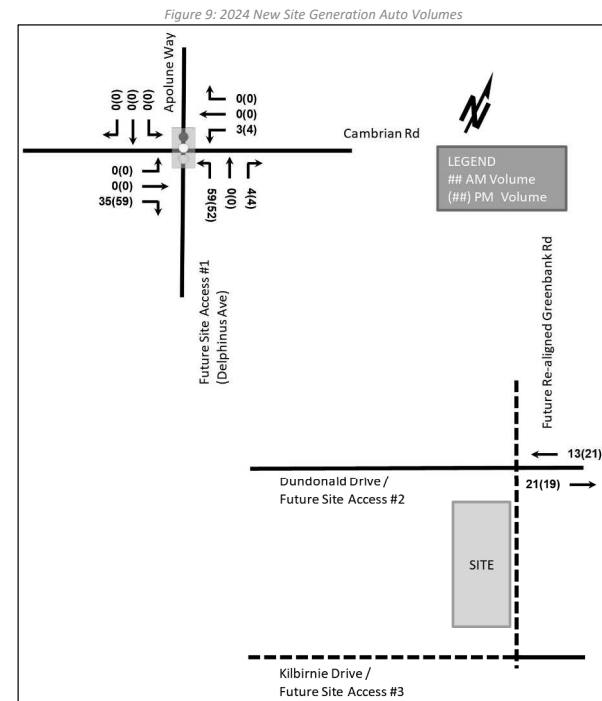 Figure 9: 2024 New Site Generation Auto Volumes
Apolune Way
0(0)
0(0)
0(0)
0(0)
0(0)
3(4)
Cambrian Rd
LEGEND
## AM Volume
(##) PM Volume
0(0)
0(0)
35(59)
59(52)
0(0)
4(4)
Future Site Access #1
(Delphinus Ave)
Future Re-aligned Greenbank Rd
13(21)
21(19)
Dundonald Drive /
Future Site Access #2
SITE
Kilbirnie Drive /
Future Site Access #3